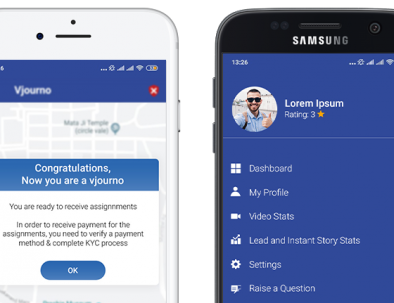 Vjourno
Mata Ji Temple
(circle vale)
Congratulations,
Now you are a vjourno
You are ready to receive assignmnents
In order to receive payment for the
assignments, you need to verify a payment
method & complete KYC process
OK
SAMSUNG
13:26
Lorem Ipsum
Rating: 3
Dashboard
My Profile
Video Stats
Lead and Instant Story Stats
Settings
Raise a Question